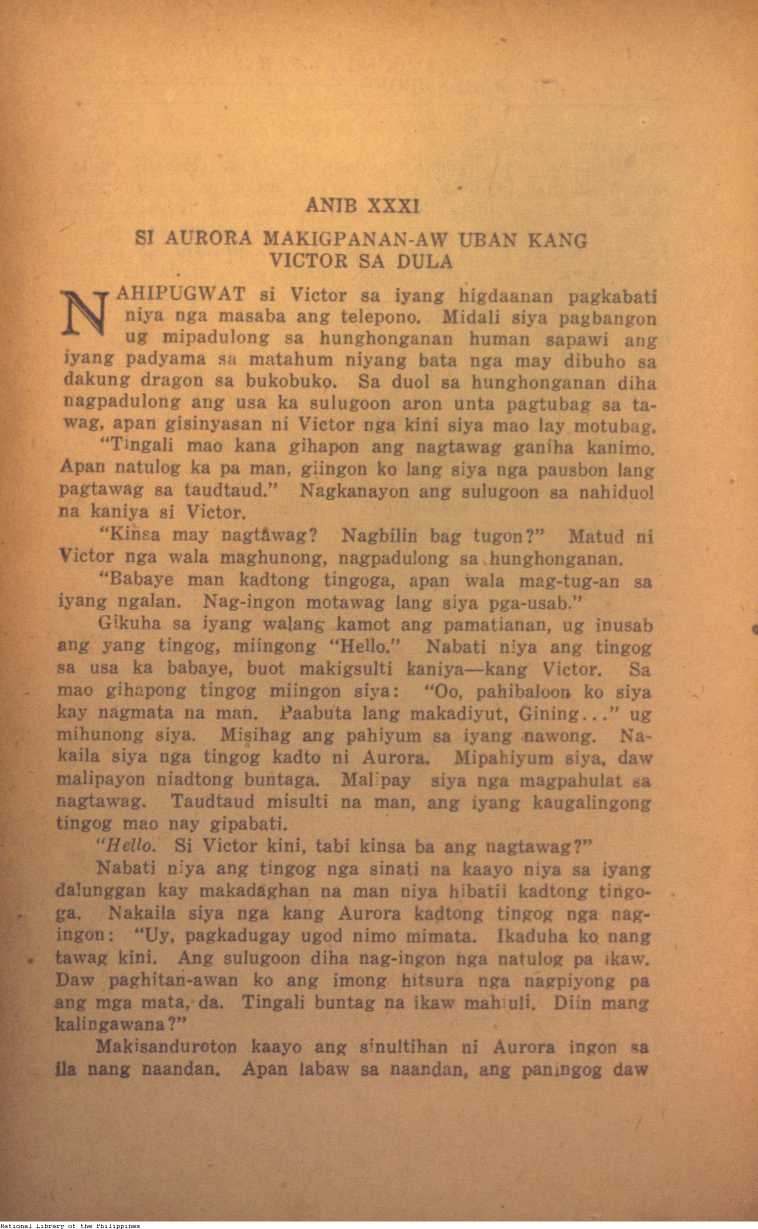 ANIB XXXI
SI AURORA MAKIGPANAN-AW UBAN KANG
VICTOR SA DULA
NAHIPUGWAT si Victor sa iyang higdaanan pagkabati
niya nga masaba ang telepono. Midali siya pagbangon
ug mipadulong sa hunghonganan human sapawi ang
iyang padyama sa matahum niyang bata nga may dibuho sa
dakung dragon sa bukobuko. Sa duol sa hunghonganan diha
nagpadulong ang usa ka sulugoon aron unta pagtubag sa ta-
wag, apan gisinyasan ni Victor nga kini siya mao lay motubag.
“Tingali mao kana gihapon ang nagtawag ganiha kanimo.
Apan natulog ka pa man, giingon ko lang siya nga pausbon lang
pagtawag sa taudtaud.” Nagkanayon ang sulugoon sa nahiduol
na kaniya si Victor.
“Kinsa may nagtawag? Nagbilin bag tugon?” Matud ni
Victor nga wala maghunong, nagpadulong sa hunghonganan.
“Babaye man kadtong tingoga, apan wala mag-tug-an sa
iyang ngalan. Nag-ingon motawag lang siya pga-usab.”
Gikuha sa iyang walang kamot ang pamatianan, ug inusab
ang yang tingog, miingong “Hello.” Nabati niya ang tingog
sa usa ka babaye, buot makigsulti kaniya—kang Victor. Sa
mao gihapong tingog miingon siya: “Oo, pahibaloon ko siya
kay nagmata na man. Paabuta lang makadiyut, Gining...” ug
mihunong siya. Misihag ang pahiyum sa iyang nawong. Na-
kaila siya nga tingog kadto ni Aurora. Mipahiyum siya, daw
malipayon niadtong buntaga. Malipay siya nga magpahulat sa
nagtawag. Taudtaud misulti na man, ang iyang kaugalingong
tingog mao nay gipabati.
“Hello. Si Victor kini, tabi kinsa ba ang nagtawag?”
Nabati niya ang tingog nga sinati na kaayo niya sa iyang
dalunggan kay makadaghan na man niya hibatii kadtong tingo-
ga. Nakaila siya nga kang Aurora kadtong tingog nga nag-
ingon: “Uy, pagkadugay ugod nimo mimata. Ikaduha ko nang
tawag kini. Ang sulugoon diha nag-ingon nga natulog pa ikaw.
Daw paghitan-awan ko ang imong hitsura nga nagpiyong pa
ang mga mata, da. Tingali buntag na ikaw mahiuli. Diin mang
kalingawana?”
Makisanduroton kaayo ang sinultihan ni Aurora ingon sa
ila nang naandan. Apan labaw sa naandan, ang paningog daw
National Library of the Philippines